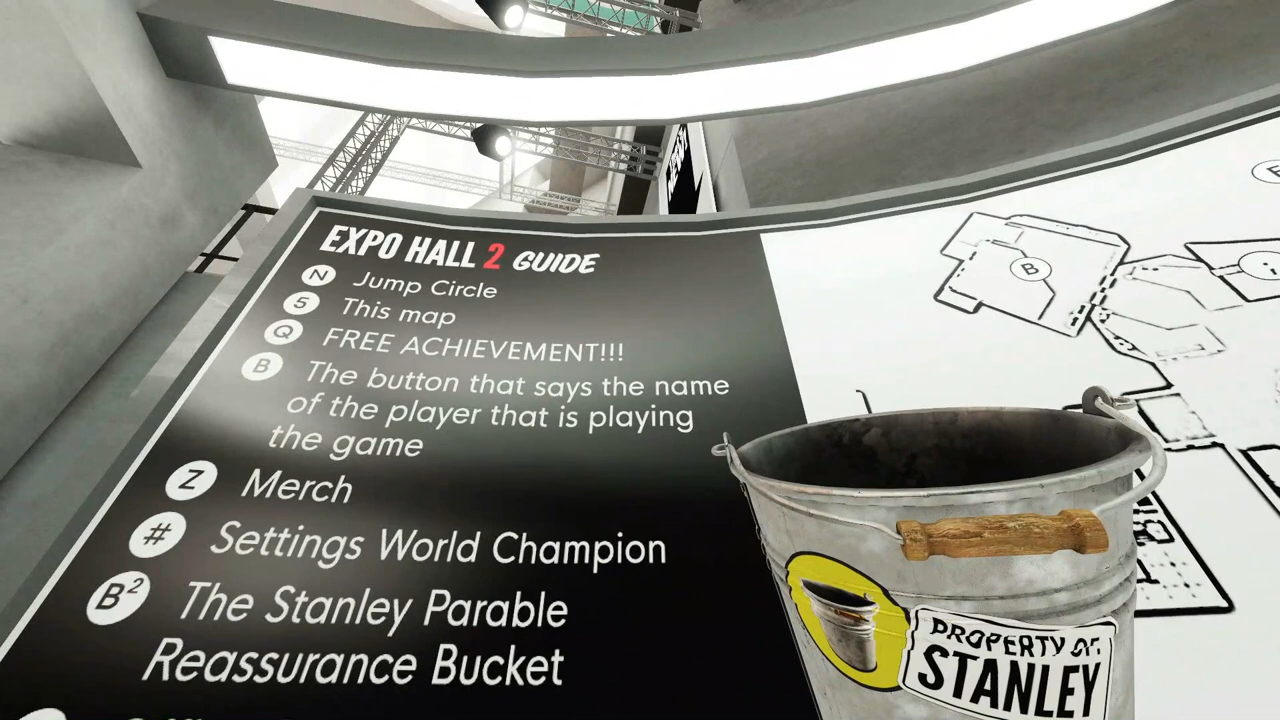 EXPO HALL 2 GUIDE
N Jump Circle
5 This map
Q FREE ACHIEVEMENT!!!
B The button that says the name
of the player that is playing
the game
Z Merch
# Settings World Champion
B² The Stanley Parable
Reassurance Bucket
B
PROPERTY OF
STANLEY